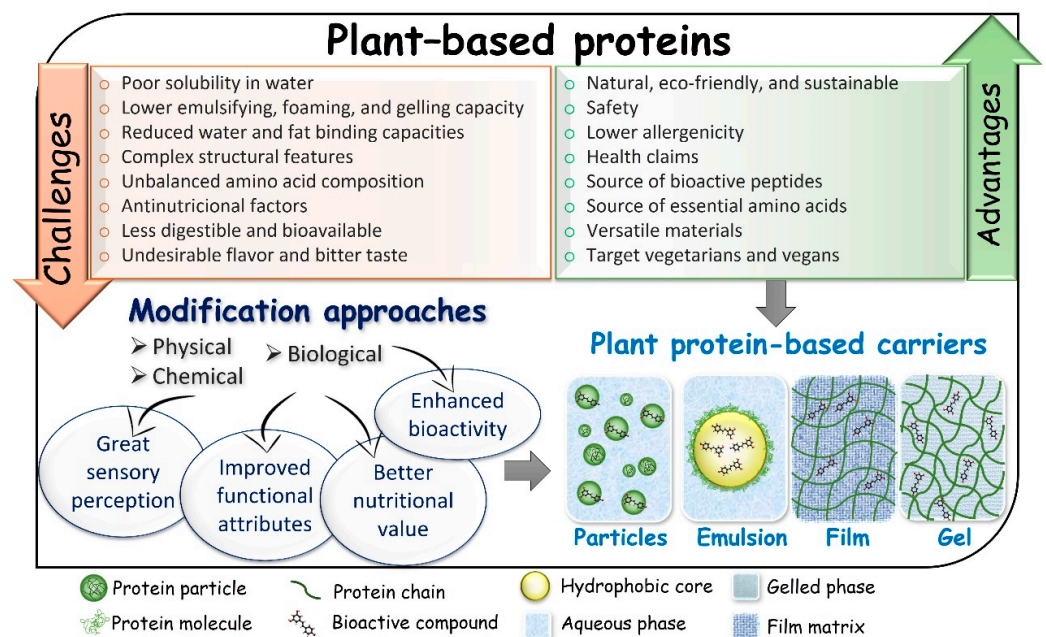 Plant-based proteins
Challenges
Poor solubility in water
Lower emulsifying, foaming, and gelling capacity
Reduced water and fat binding capacities
Complex structural features
Unbalanced amino acid composition
Antinutricional factors
Less digestible and bioavailable
Undesirable flavor and bitter taste
Natural, eco-friendly, and sustainable
Safety
Lower allergenicity
Health claims
Source of bioactive peptides
Source of essential amino acids
Versatile materials
Target vegetarians and vegans
Advantages
Modification approaches
➢ Physical
➢ Chemical
➢ Biological
Great
sensory
perception
Improved
functional
attributes
Better
nutritional
value
Enhanced
bioactivity
Plant protein-based carriers
Particles
Emulsion
Film
Gel
Protein particle
Protein chain
Hydrophobic core
Gelled phase
Protein molecule
Bioactive compound
Aqueous phase
Film matrix